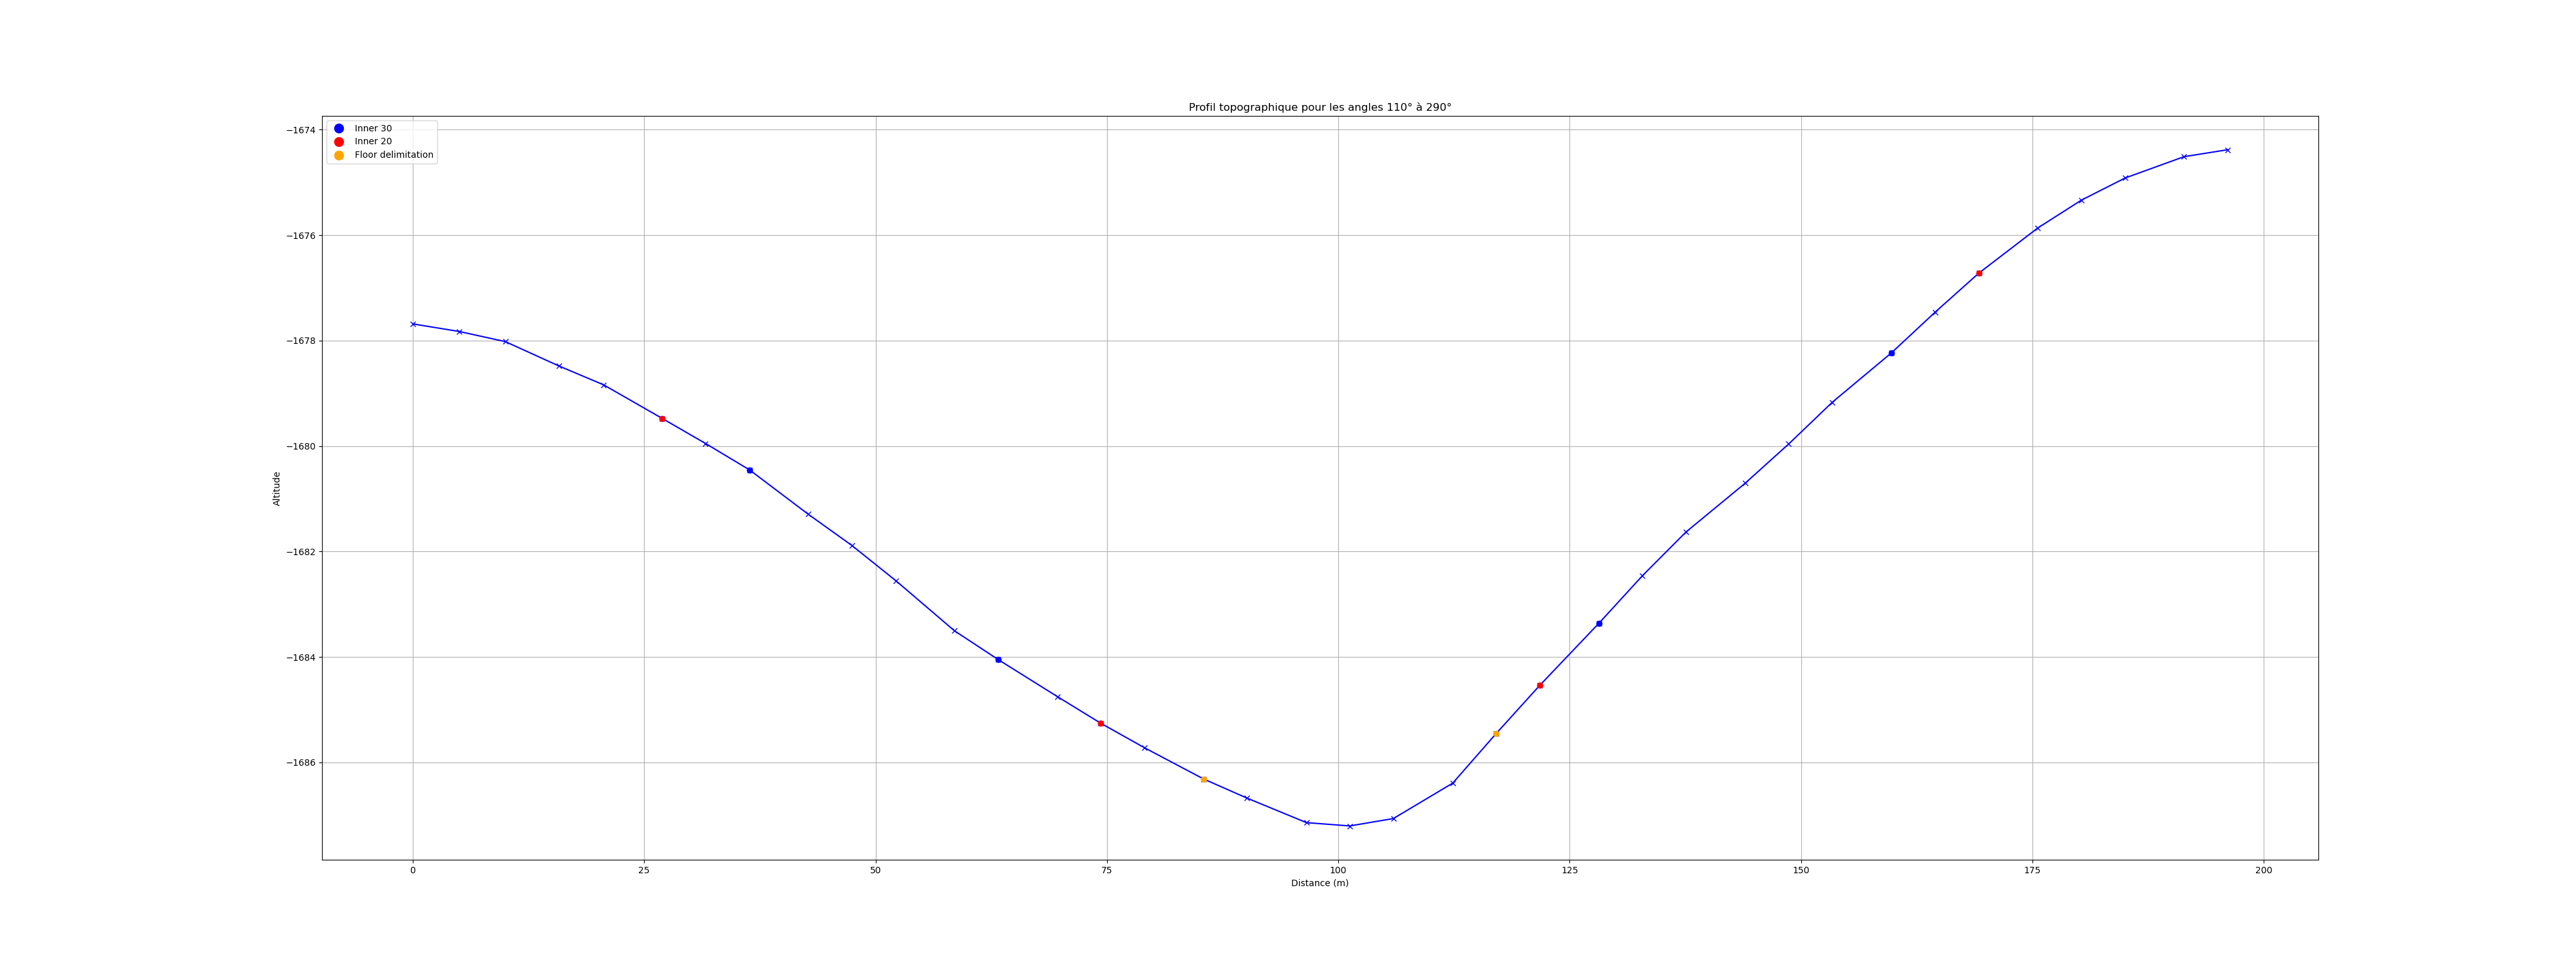 Profil topographique pour les angles 110° à 290°
Inner 30
Inner 20
Floor delimitation
−1674
−1676
−1678
−1680
−1682
−1684
−1686
Altitude
0 25 50 75 100 125 150 175 200
Distance (m)